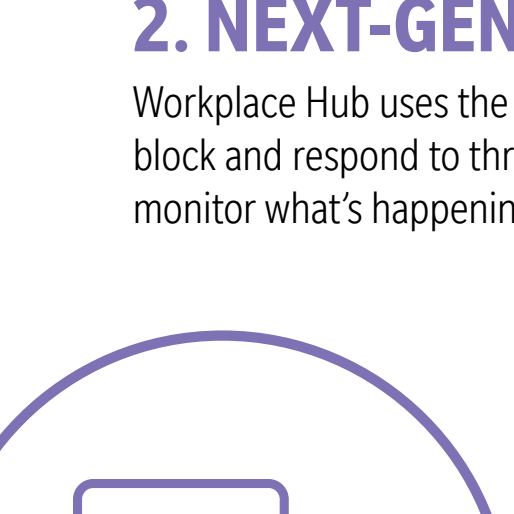 2. NEXT-GEN
Workplace Hub uses the
block and respond to thr
monitor what’s happenin